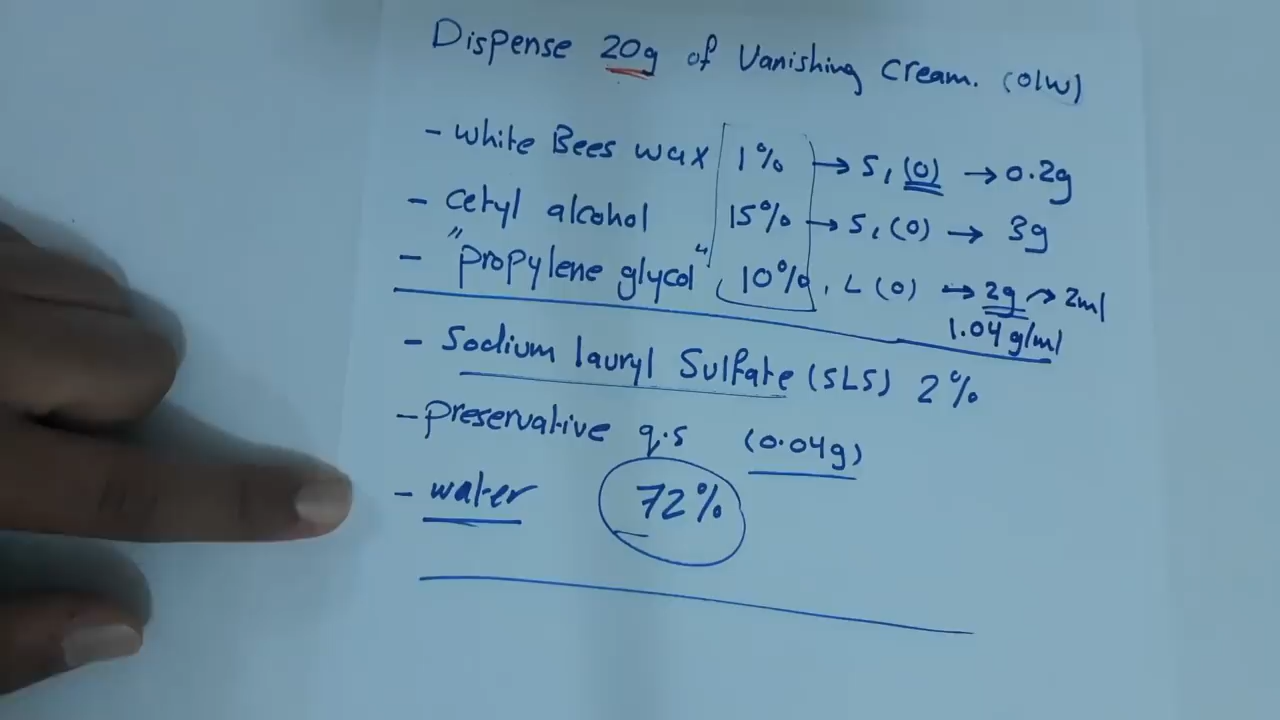 Dispense 20g of Vanishing Cream. (O/W)
- White Bees wax 1% → S, (O) → 0.2g
- cetyl alcohol 15% → S, (O) → 3g
- "propylene glycol" 10%, L (O) → 2g → 2ml
1.04 g/ml
- Sodium lauryl Sulfate (SLS) 2%
- preservative q.s (0.04g)
- water 72%